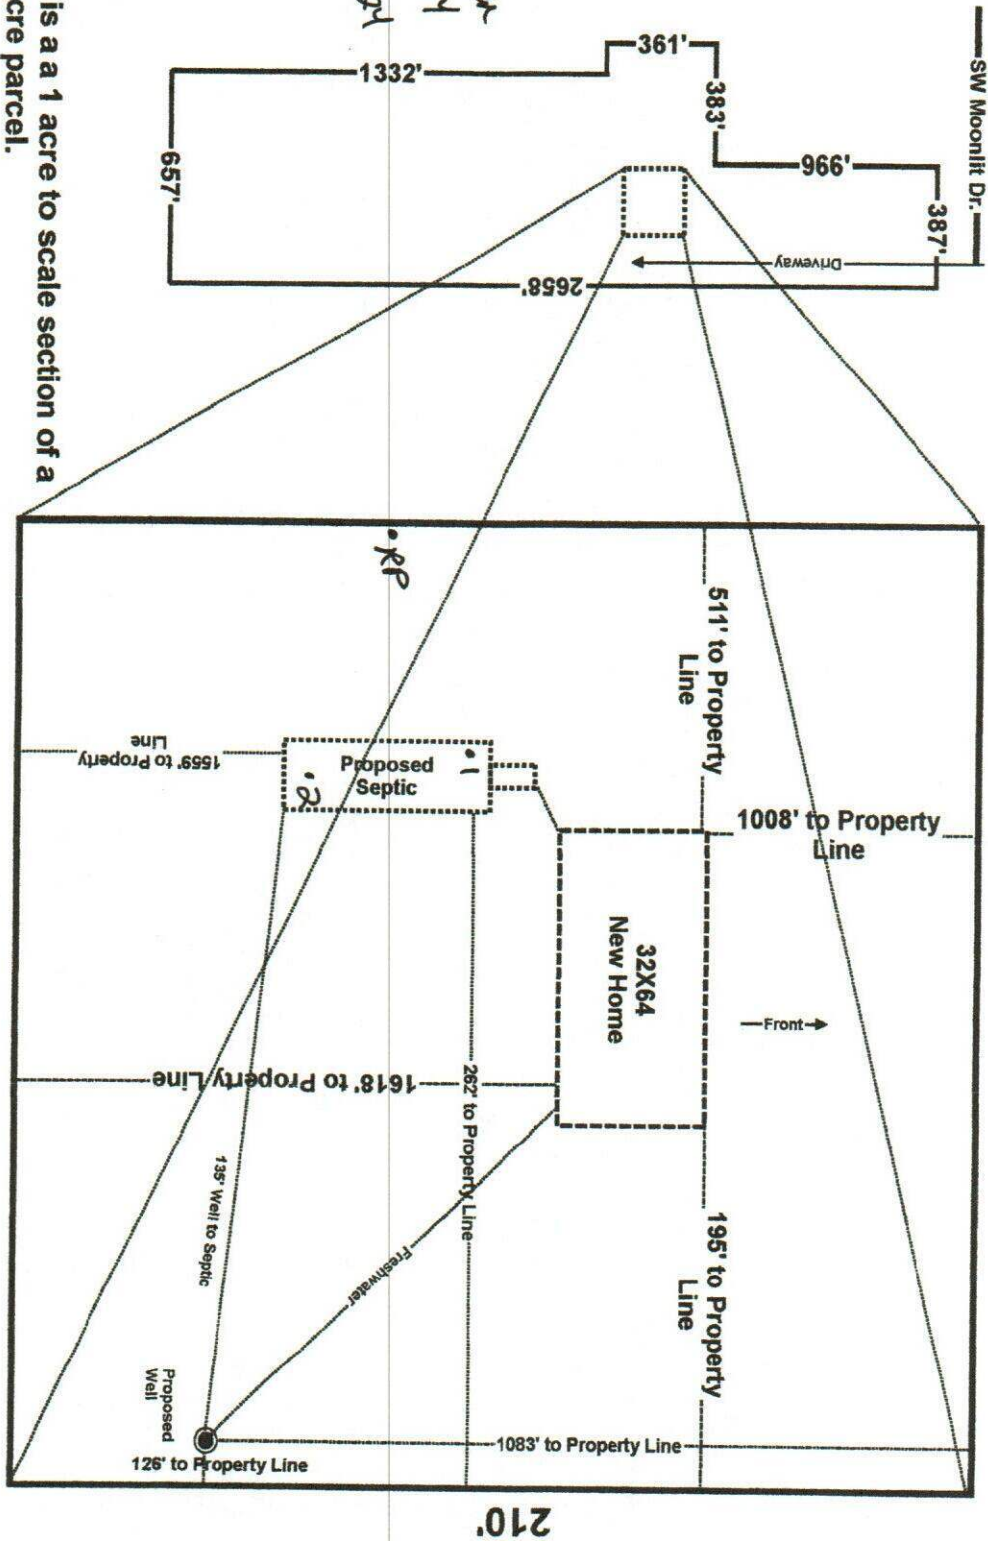 SW Moonlit Dr.
361'
1332'
383'
966'
387'
657'
2658'
Driveway
is a a 1 acre to scale section of a
cre parcel.
RP
511' to Property
Line
1008' to Property
Line
1559' to Property
Line
Proposed
Septic
.1
.2
32X64
New Home
Front
1618' to Property Line
262' to Property Line
135' Well to Septic
Freshwater
195' to Property
Line
Proposed
Well
126' to Property Line
1083' to Property Line
210'